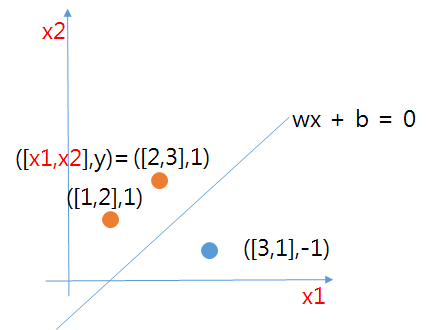 x2
wx + b = 0
([x1,x2],y)= ([2,3],1)
([1,2],1)
([3,1],-1)
x1